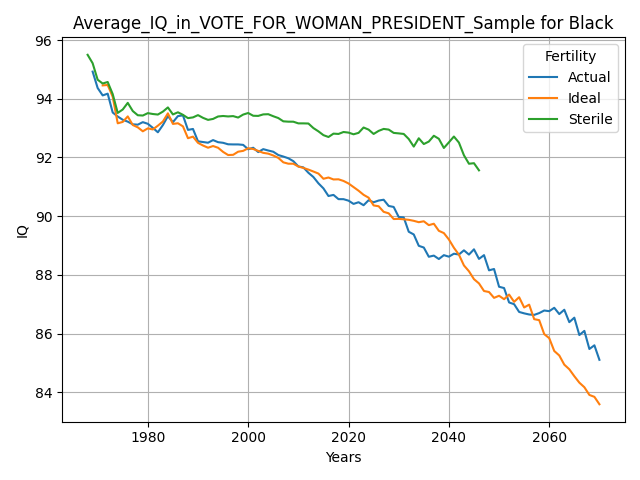 Average_IQ_in_VOTE_FOR_WOMAN_PRESIDENT_Sample for Black
96
94
92
90
88
86
84
IQ
Fertility
Actual
Ideal
Sterile
1980
2000
2020
2040
2060
Years